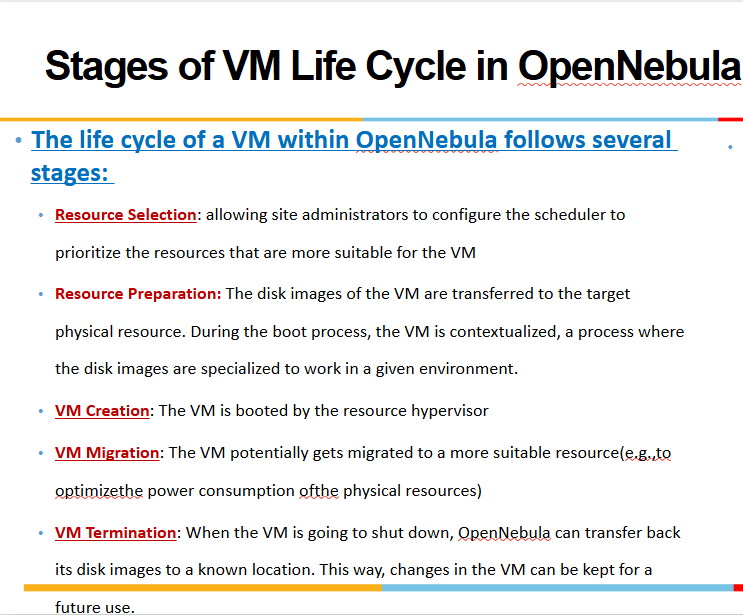 Stages of VM Life Cycle in OpenNebula
• The life cycle of a VM within OpenNebula follows several
stages:
• Resource Selection: allowing site administrators to configure the scheduler to
prioritize the resources that are more suitable for the VM
• Resource Preparation: The disk images of the VM are transferred to the target
physical resource. During the boot process, the VM is contextualized, a process where
the disk images are specialized to work in a given environment.
• VM Creation: The VM is booted by the resource hypervisor
• VM Migration: The VM potentially gets migrated to a more suitable resource(e.g.,to
optimizethe power consumption ofthe physical resources)
• VM Termination: When the VM is going to shut down, OpenNebula can transfer back
its disk images to a known location. This way, changes in the VM can be kept for a
future use.